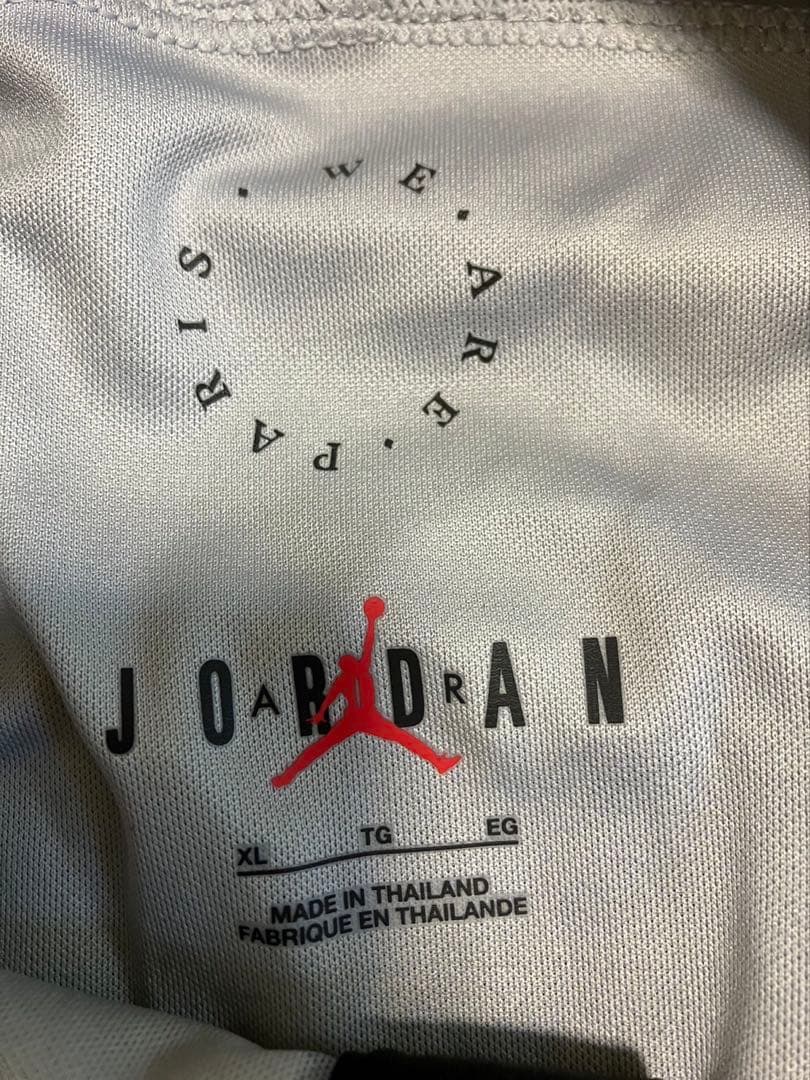 · WE · ARE · PARIS
JORDAN
AIR
XL TG EG
MADE IN THAILAND
FABRIQUE EN THAILANDE